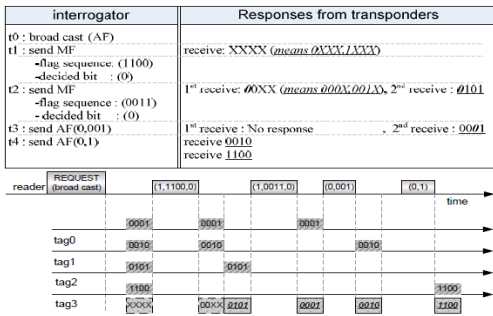 interrogator Responses from transponders
t0 : broad cast (AF)
t1 : send MF receive: XXXX (means 0XXX,1XXX)
-flag sequence: (1100)
-decided bit : (0)
t2 : send MF 1st receive: 00XX (means 000X,001X), 2nd receive : 0101
-flag sequence : (0011)
-decided bit : (0)
t3 : send AF(0,001) 1st receive : No response , 2nd receive : 0001
t4 : send AF(0,1) receive 0010
receive 1100
reader REQUEST (broad cast) (1,1100,0) (1,0011,0) (0,001) (0,1)
time
0001 0001 0001
tag0 0010 0010 0010
tag1 0101 0101
tag2 1100 1100
tag3 XXXX 00XX 0101 0001 0010 1100